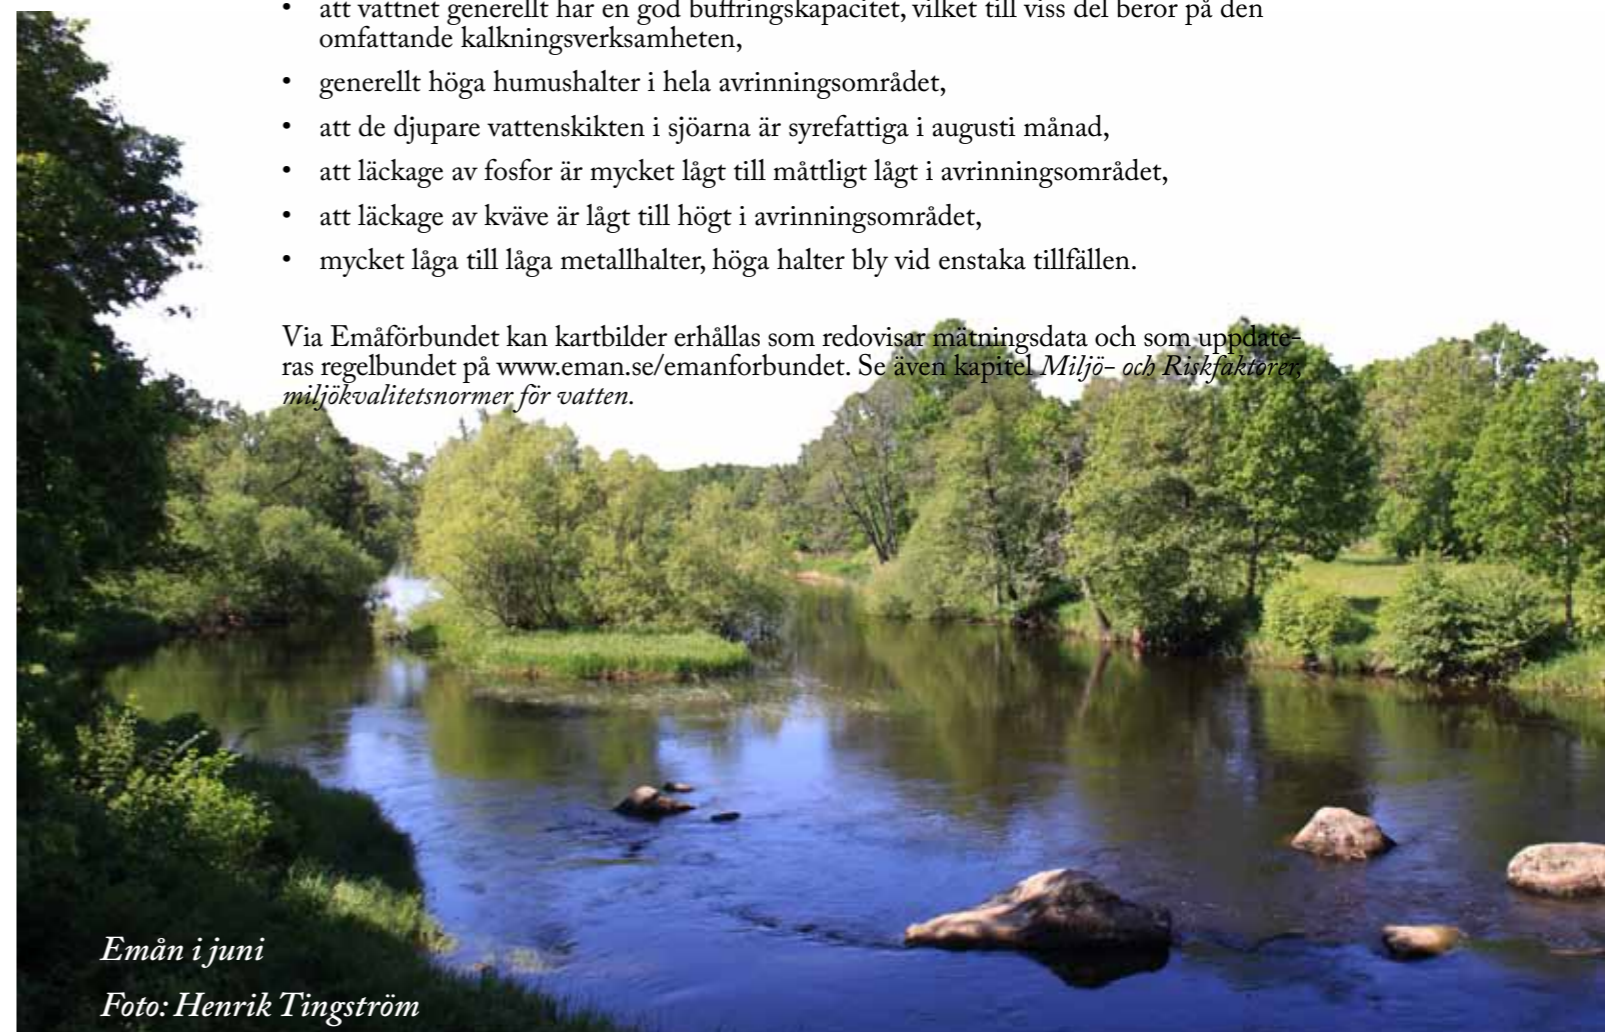 • att vattnet generellt har en god buffringskapacitet, vilket till viss del beror på den
omfattande kalkningsverksamheten,
• generellt höga humushalter i hela avrinningsområdet,
• att de djupare vattenskikten i sjöarna är syrefattiga i augusti månad,
• att läckage av fosfor är mycket lågt till måttligt lågt i avrinningsområdet,
• att läckage av kväve är lågt till högt i avrinningsområdet,
• mycket låga till låga metallhalter, höga halter bly vid enstaka tillfällen.
Via Emåförbundet kan kartbilder erhållas som redovisar mätningsdata och som uppdate-
ras regelbundet på www.eman.se/emanforbundet. Se även kapitel Miljö- och Riskfaktorer,
miljökvalitetsnormer för vatten.
Emån i juni
Foto: Henrik Tingström